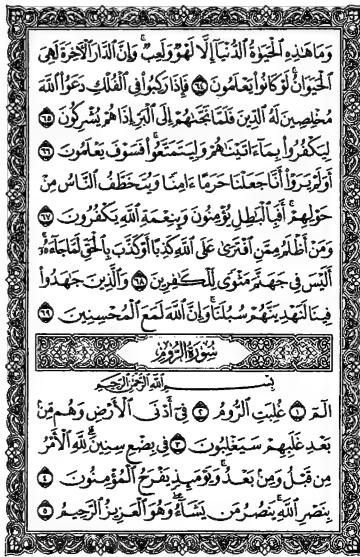 وَمَا هَٰذِهِ الْحَيَوٰةُ الدُّنْيَآ إِلَّا لَهْوٌ وَلَعِبٌ ۚ وَإِنَّ الدَّارَ الْآخِرَةَ لَهِيَ
الْحَيَوَانُ ۚ لَوْ كَانُوا يَعْلَمُونَ ٦٤ فَإِذَا رَكِبُوا فِي الْفُلْكِ دَعَوُا اللَّهَ
مُخْلِصِينَ لَهُ الدِّينَ فَلَمَّا نَجَّىٰهُمْ إِلَى الْبَرِّ إِذَا هُمْ يُشْرِكُونَ ٦٥
لِيَكْفُرُوا بِمَآ ءَاتَيْنَٰهُمْ وَلِيَتَمَتَّعُوا ۖ فَسَوْفَ يَعْلَمُونَ ٦٦
أَوَلَمْ يَرَوْا أَنَّا جَعَلْنَا حَرَمًا ءَامِنًا وَيُتَخَطَّفُ النَّاسُ مِنْ
حَوْلِهِمْ ۚ أَفَبِالْبَٰطِلِ يُؤْمِنُونَ وَبِنِعْمَةِ اللَّهِ يَكْفُرُونَ ٦٧
وَمَنْ أَظْلَمُ مِمَّنِ افْتَرَىٰ عَلَى اللَّهِ كَذِبًا أَوْ كَذَّبَ بِالْحَقِّ لَمَّا جَآءَهُۥٓ ۚ
أَلَيْسَ فِي جَهَنَّمَ مَثْوًى لِّلْكَٰفِرِينَ ٦٨ وَالَّذِينَ جَٰهَدُوا
فِينَا لَنَهْدِيَنَّهُمْ سُبُلَنَا ۚ وَإِنَّ اللَّهَ لَمَعَ الْمُحْسِنِينَ ٦٩
سُورَةُ الرُّومِ
بِسْمِ اللَّهِ الرَّحْمَٰنِ الرَّحِيمِ
الٓمٓ ١ غُلِبَتِ الرُّومُ ٢ فِىٓ أَدْنَى الْأَرْضِ وَهُم مِّنۢ
بَعْدِ غَلَبِهِمْ سَيَغْلِبُونَ ٣ فِى بِضْعِ سِنِينَ ۗ لِلَّهِ الْأَمْرُ
مِن قَبْلُ وَمِنۢ بَعْدُ ۚ وَيَوْمَئِذٍ يَفْرَحُ الْمُؤْمِنُونَ ٤
بِنَصْرِ اللَّهِ ۚ يَنصُرُ مَن يَشَآءُ ۖ وَهُوَ الْعَزِيزُ الرَّحِيمُ ٥